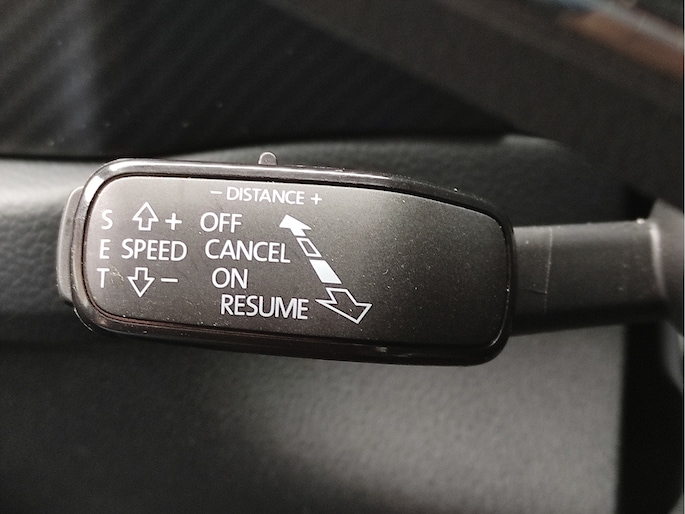 - DISTANCE +
S + OFF
E SPEED CANCEL
T - ON
RESUME